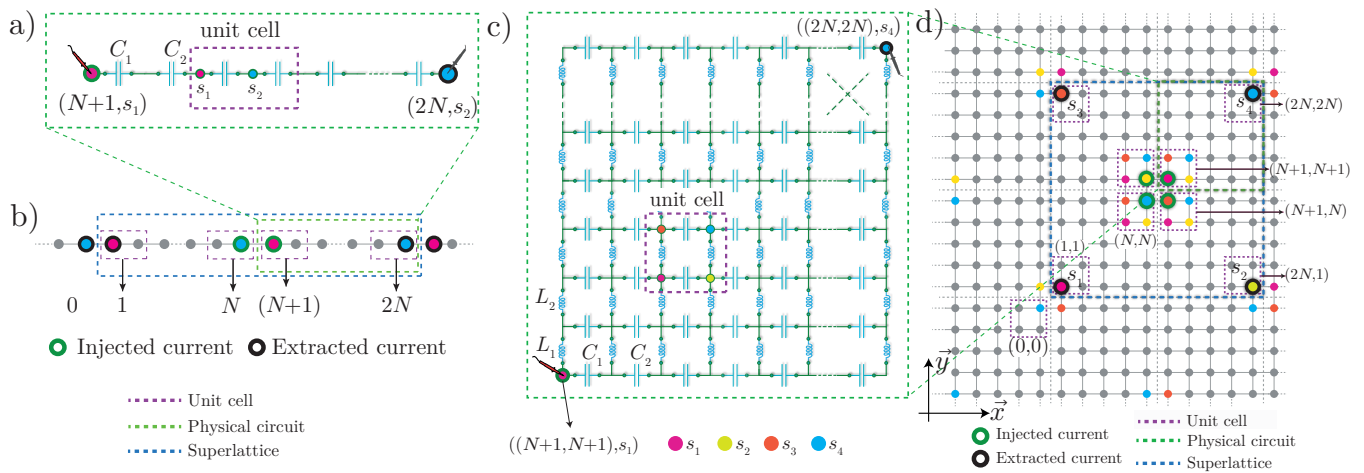 a)
unit cell
C₁
C₂
s₁
s₂
(N+1,s₁)
(2N,s₂)
b)
0
1
N
(N+1)
2N
Injected current
Extracted current
Unit cell
Physical circuit
Superlattice
c)
((2N,2N),s₄)
unit cell
L₂
L₁
C₁
C₂
((N+1,N+1),s₁)
s₁
s₂
s₃
s₄
d)
s₃
s₄
(2N,2N)
(N+1,N+1)
(N+1,N)
(N,N)
(1,1)
s₁
s₂
(2N,1)
(0,0)
y⃗
x⃗
Injected current
Extracted current
Unit cell
Physical circuit
Superlattice